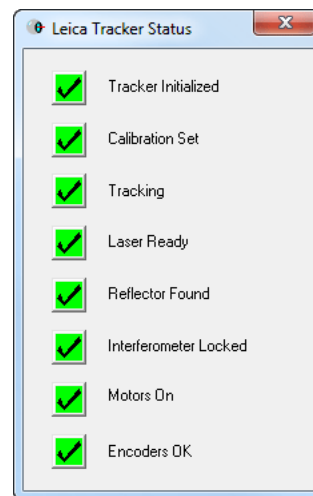 Leica Tracker Status
Tracker Initialized
Calibration Set
Tracking
Laser Ready
Reflector Found
Interferometer Locked
Motors On
Encoders OK